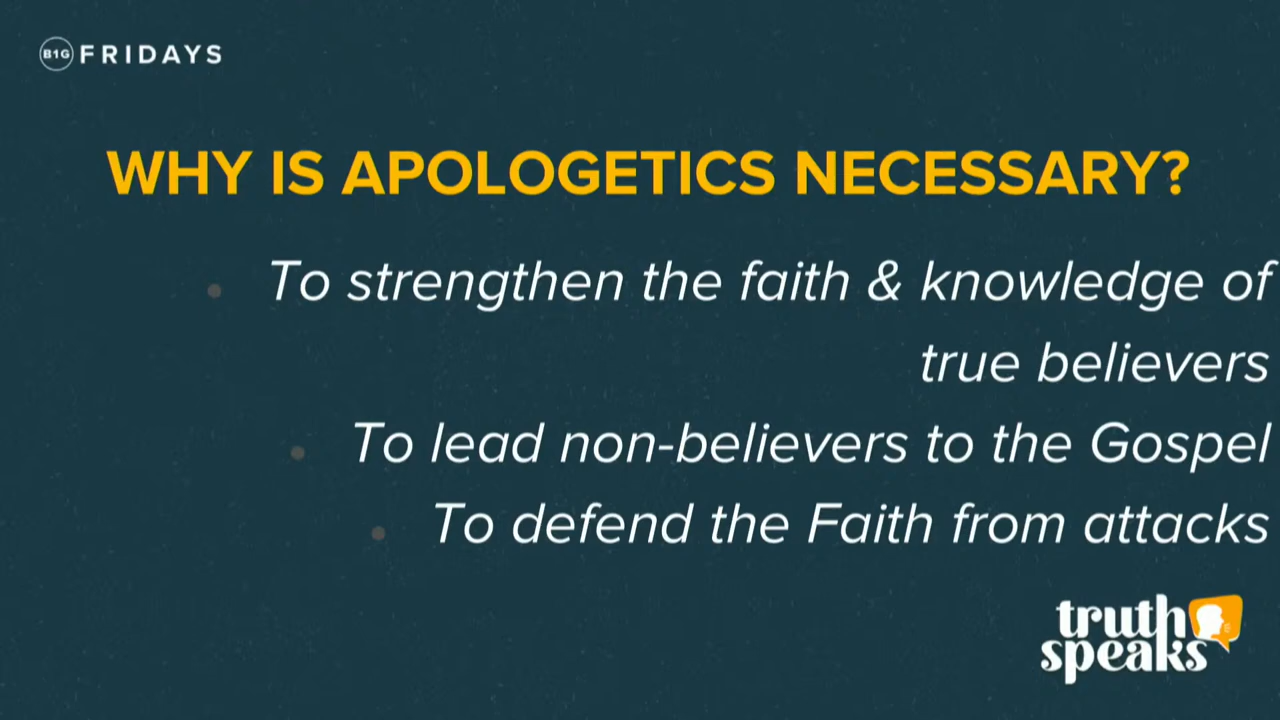 B1G FRIDAYS
WHY IS APOLOGETICS NECESSARY?
• To strengthen the faith & knowledge of
true believers
• To lead non-believers to the Gospel
• To defend the Faith from attacks
truth
speaks